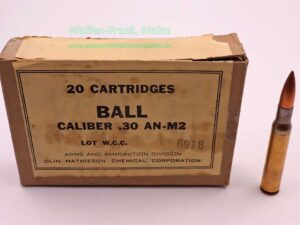 Waffen-Frank, Mainz
20 CARTRIDGES
BALL
CALIBER .30 AN-M2
LOT W.C.C. 6618
ARMS AND AMMUNITION DIVISION
OLIN MATHIESON CHEMICAL CORPORATION